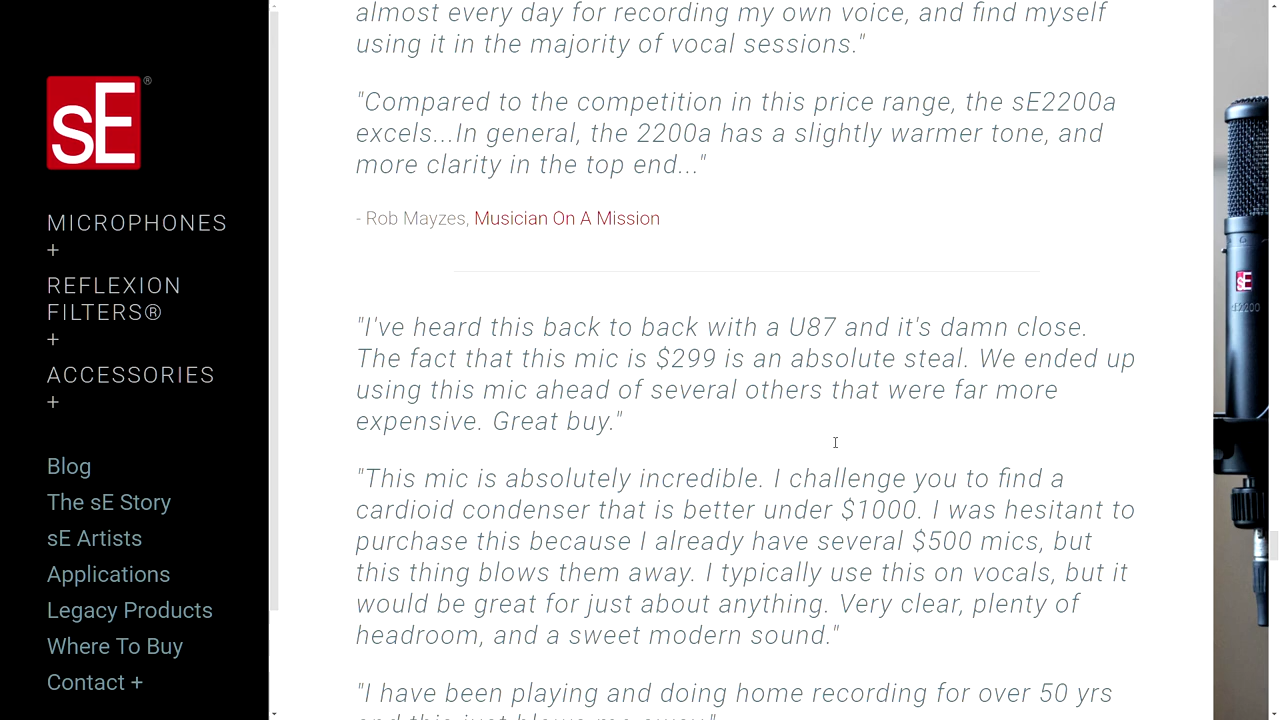 sE®
MICROPHONES
+
REFLEXION
FILTERS®
+
ACCESSORIES
+
Blog
The sE Story
sE Artists
Applications
Legacy Products
Where To Buy
Contact +
almost every day for recording my own voice, and find myself
using it in the majority of vocal sessions."
"Compared to the competition in this price range, the sE2200a
excels...In general, the 2200a has a slightly warmer tone, and
more clarity in the top end..."
- Rob Mayzes, Musician On A Mission
"I've heard this back to back with a U87 and it's damn close.
The fact that this mic is $299 is an absolute steal. We ended up
using this mic ahead of several others that were far more
expensive. Great buy."
"This mic is absolutely incredible. I challenge you to find a
cardioid condenser that is better under $1000. I was hesitant to
purchase this because I already have several $500 mics, but
this thing blows them away. I typically use this on vocals, but it
would be great for just about anything. Very clear, plenty of
headroom, and a sweet modern sound."
"I have been playing and doing home recording for over 50 yrs
and this just blows me away."
sE
sE2200